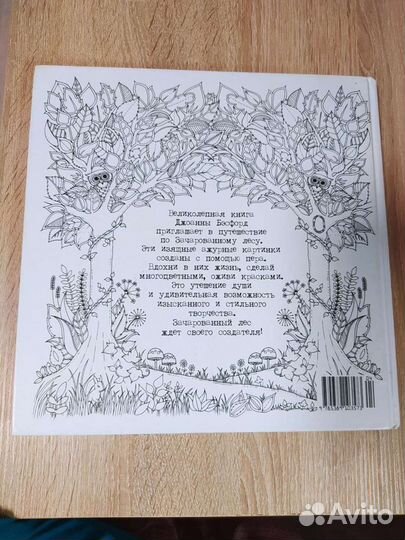 Великолепная книга
Джоанны Бэсфорд
приглашает в путешествие
по Зачарованному лесу.
Эти изящные ажурные картинки
созданы с помощью пера.
Вдохни в них жизнь, сделай
многоцветными, оживи красками.
Это утешение души
и удивительная возможность
изысканного и стильного
творчества.
Зачарованный лес
ждет своего создателя!
Avito